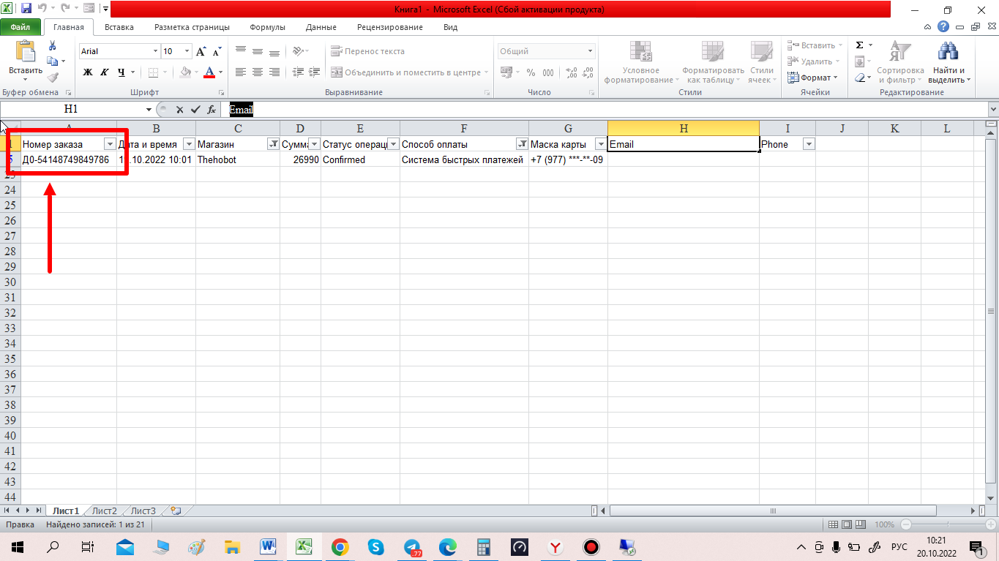 Книга1 - Microsoft Excel (Сбой активации продукта)
Файл Главная Вставка Разметка страницы Формулы Данные Рецензирование Вид
Arial 10 Перенос текста Общий Вставить Σ
Вставить Ж К Ч Объединить и поместить в центре % 000 Условное форматирование Форматировать как таблицу Стили ячеек Удалить Формат Сортировка и фильтр Найти и выделить
Буфер обмена Шрифт Выравнивание Число Стили Ячейки Редактирование
H1 fx Email
A B C D E F G H I J K L
1 Номер заказа Дата и время Магазин Сумма Статус операц Способ оплаты Маска карты Email Phone
5 Д0-54148749849786 .10.2022 10:01 Thehobot 26990 Confirmed Система быстрых платежей +7 (977) ***-**-09
23
24
25
26
27
28
29
30
31
32
33
34
35
36
37
38
39
40
41
42
43
44
Лист1 Лист2 Лист3
Правка Найдено записей: 1 из 21 100%
77 РУС 10:21
20.10.2022 1